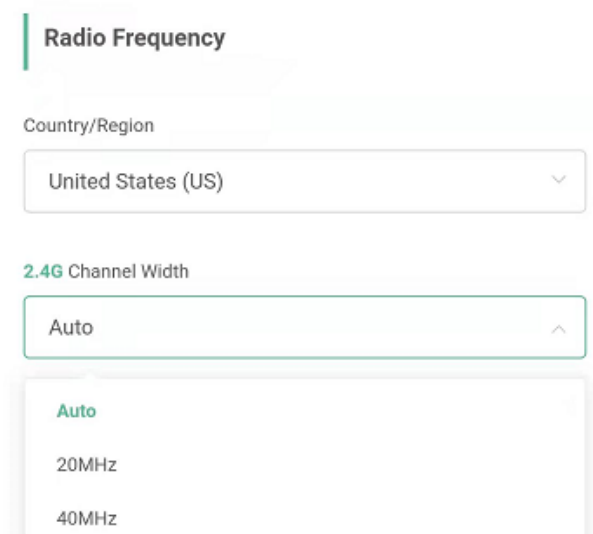 Radio Frequency
Country/Region
United States (US)
2.4G Channel Width
Auto
Auto
20MHz
40MHz